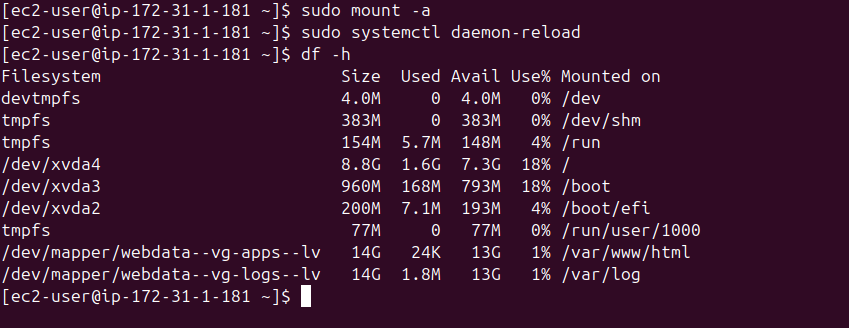 [ec2-user@ip-172-31-1-181 ~]$ sudo mount -a
[ec2-user@ip-172-31-1-181 ~]$ sudo systemctl daemon-reload
[ec2-user@ip-172-31-1-181 ~]$ df -h
Filesystem                       Size  Used Avail Use% Mounted on
devtmpfs                         4.0M     0  4.0M   0% /dev
tmpfs                            383M     0  383M   0% /dev/shm
tmpfs                            154M  5.7M  148M   4% /run
/dev/xvda4                       8.8G  1.6G  7.3G  18% /
/dev/xvda3                       960M  168M  793M  18% /boot
/dev/xvda2                       200M  7.1M  193M   4% /boot/efi
tmpfs                             77M     0   77M   0% /run/user/1000
/dev/mapper/webdata--vg-apps--lv   14G   24K   13G   1% /var/www/html
/dev/mapper/webdata--vg-logs--lv   14G  1.8M   13G   1% /var/log
[ec2-user@ip-172-31-1-181 ~]$